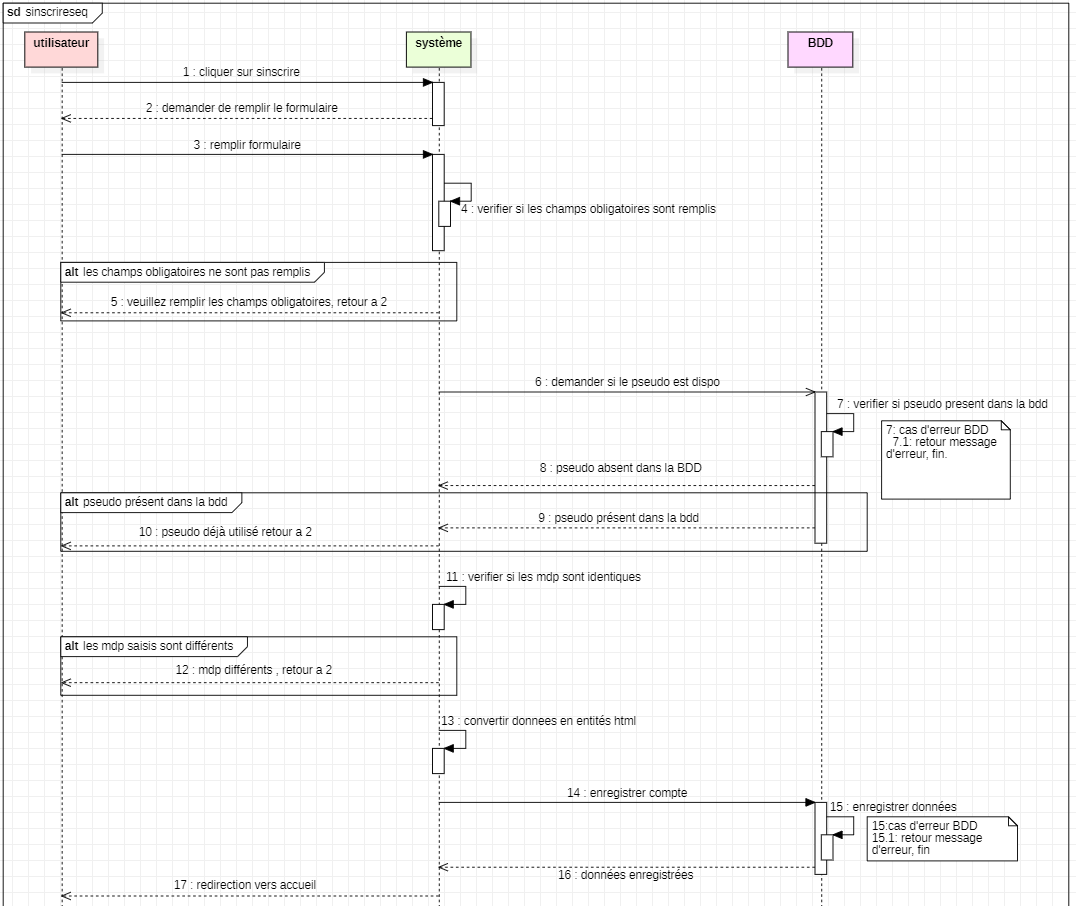 sd sinscrireseq
utilisateur
système
BDD
1 : cliquer sur sinscrire
2 : demander de remplir le formulaire
3 : remplir formulaire
4 : verifier si les champs obligatoires sont remplis
alt les champs obligatoires ne sont pas remplis
5 : veuillez remplir les champs obligatoires, retour a 2
6 : demander si le pseudo est dispo
7 : verifier si pseudo present dans la bdd
7: cas d'erreur BDD
7.1: retour message
d'erreur, fin.
8 : pseudo absent dans la BDD
alt pseudo présent dans la bdd
9 : pseudo présent dans la bdd
10 : pseudo déjà utilisé retour a 2
11 : verifier si les mdp sont identiques
alt les mdp saisis sont différents
12 : mdp différents , retour a 2
13 : convertir donnees en entités html
14 : enregistrer compte
15 : enregistrer données
15:cas d'erreur BDD
15.1: retour message
d'erreur, fin
16 : données enregistrées
17 : redirection vers accueil